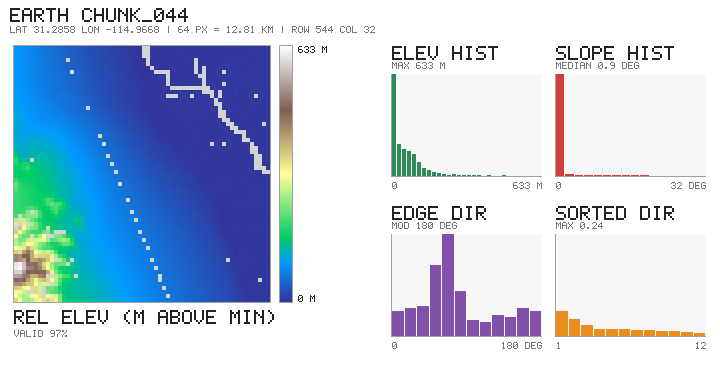 EARTH CHUNK_044
LAT 31.2858 LON -114.9668 | 64 PX = 12.81 KM | ROW 544 COL 32
633 M
0 M
REL ELEV (M ABOVE MIN)
VALID 97%
ELEV HIST
MAX 633 M
0 633 M
SLOPE HIST
MEDIAN 0.9 DEG
0 32 DEG
EDGE DIR
MOD 180 DEG
0 180 DEG
SORTED DIR
MAX 0.24
1 12